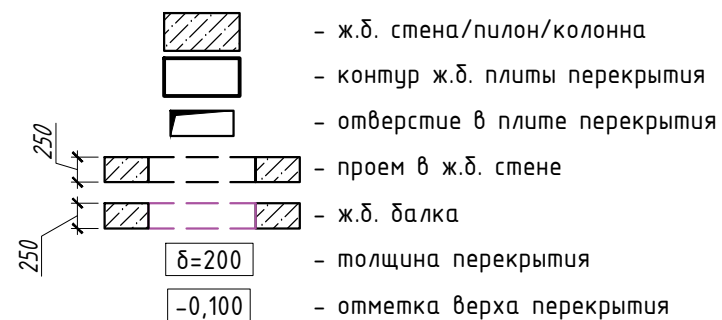 – ж.б. стена/пилон/колонна
– контур ж.б. плиты перекрытия
– отверстие в плите перекрытия
250
– проем в ж.б. стене
250
– ж.б. балка
δ=200 – толщина перекрытия
-0,100 – отметка верха перекрытия